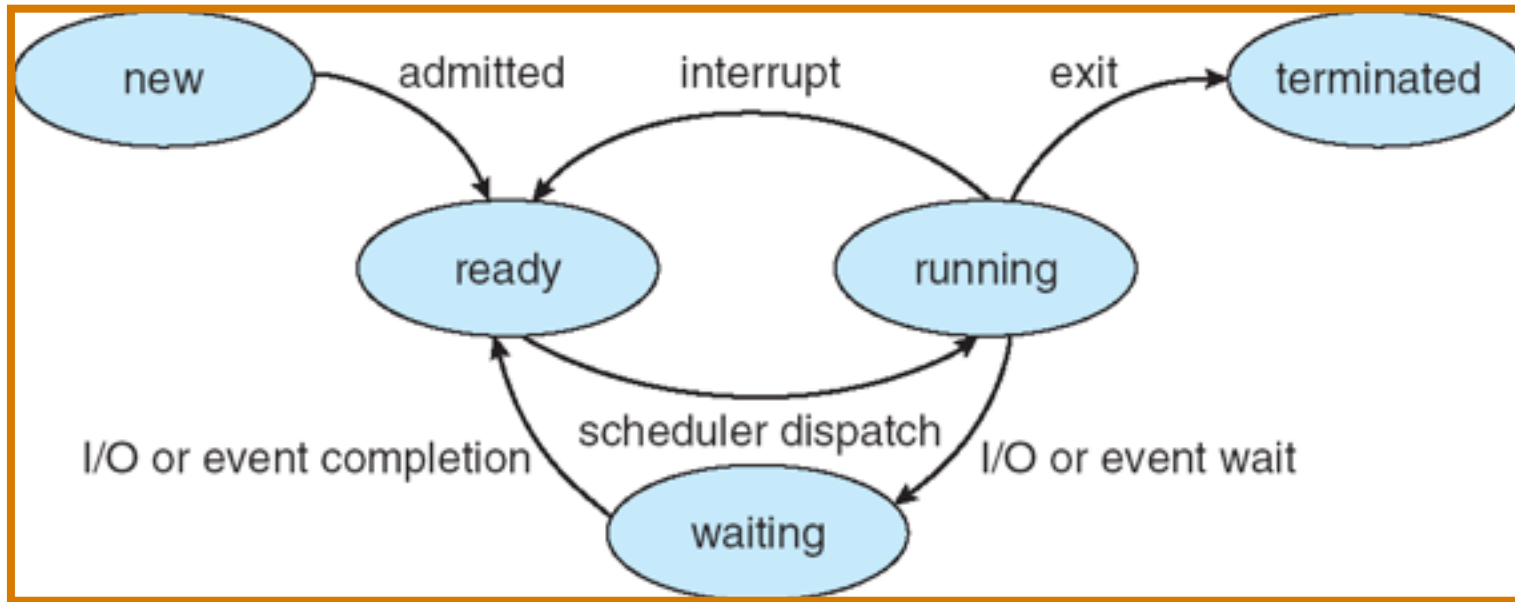 new
admitted
interrupt
exit
terminated
ready
running
scheduler dispatch
I/O or event completion
I/O or event wait
waiting